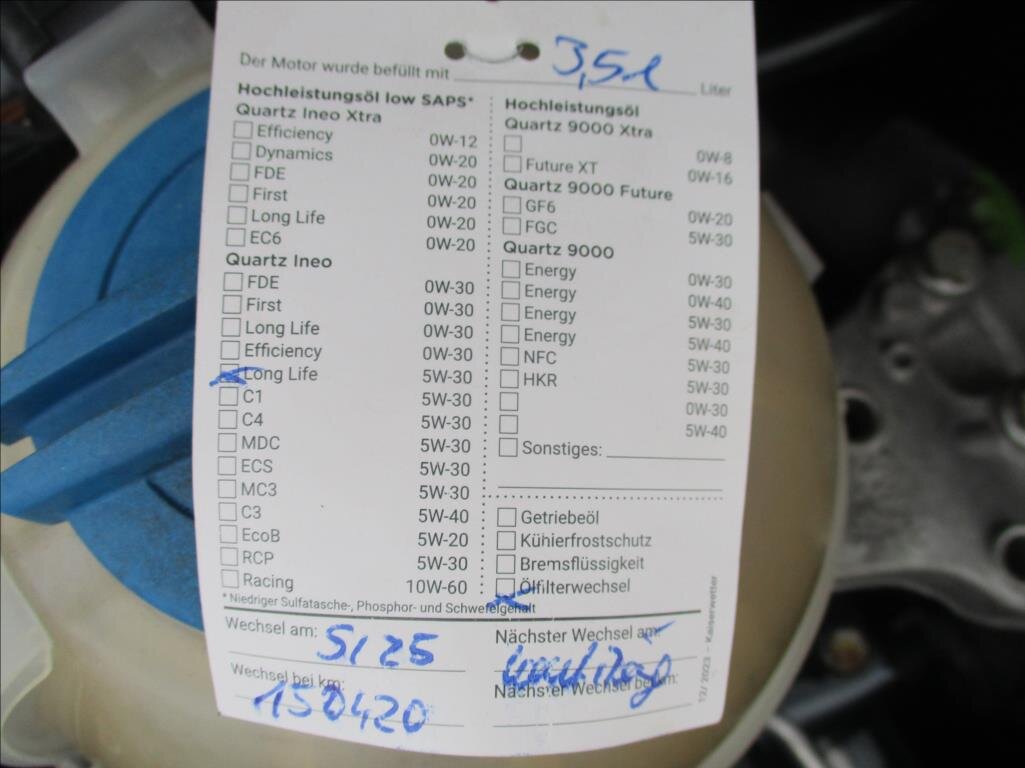 Der Motor wurde befüllt mit 3,5 l Liter
Hochleistungsöl low SAPS*
Quartz Ineo Xtra
Efficiency 0W-12
Dynamics 0W-20
FDE 0W-20
First 0W-20
Long Life 0W-20
EC6 0W-20
Quartz Ineo
FDE 0W-30
First 0W-30
Long Life 0W-30
Efficiency 0W-30
Long Life 5W-30
C1 5W-30
C4 5W-30
MDC 5W-30
ECS 5W-30
MC3 5W-30
C3 5W-40
EcoB 5W-20
RCP 5W-30
Racing 10W-60
Hochleistungsöl
Quartz 9000 Xtra
0W-8
Future XT 0W-16
Quartz 9000 Future
GF6 0W-20
FGC 5W-30
Quartz 9000
Energy 0W-30
Energy 0W-40
Energy 5W-30
Energy 5W-40
NFC 5W-30
HKR 5W-30
0W-30
5W-40
Sonstiges:
Getriebeöl
Kühierfrostschutz
Bremsflüssigkeit
Ölfilterwechsel
* Niedriger Sulfatasche-, Phosphor- und Schwefelgehalt
Wechsel am: 5/25
Wechsel bei km:
150420
Nächster Wechsel am:
Nächster Wechsel bei km:
12/ 2023 – Kaiserwetter